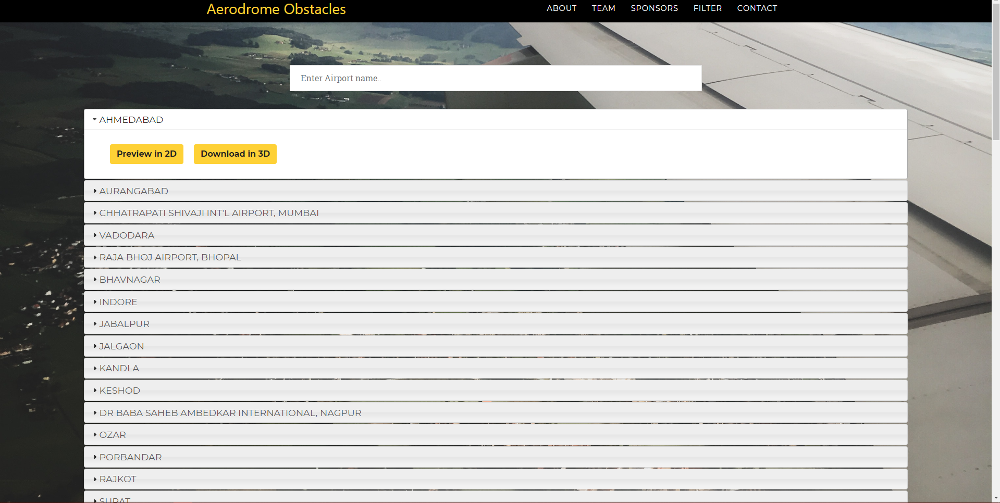 Aerodrome Obstacles ABOUT TEAM SPONSORS FILTER CONTACT
Enter Airport name..
AHMEDABAD
Preview in 2D Download in 3D
AURANGABAD
CHHATRAPATI SHIVAJI INT'L AIRPORT, MUMBAI
VADODARA
RAJA BHOJ AIRPORT, BHOPAL
BHAVNAGAR
INDORE
JABALPUR
JALGAON
KANDLA
KESHOD
DR BABA SAHEB AMBEDKAR INTERNATIONAL, NAGPUR
OZAR
PORBANDAR
RAJKOT
SURAT